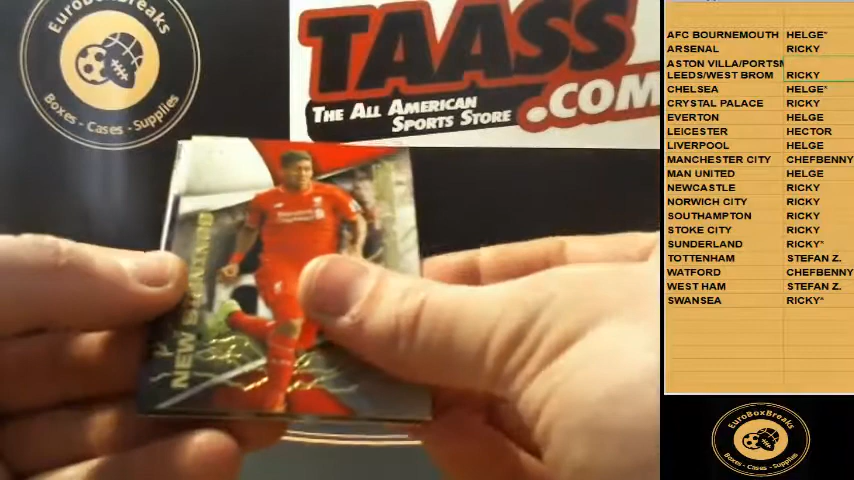 EuroBoxBreaks
Boxes - Cases - Supplies
TAASS
.COM
THE ALL AMERICAN
SPORTS STORE
NEW
AFC BOURNEMOUTH HELGE*
ARSENAL RICKY
ASTON VILLA/PORTSM
LEEDS/WEST BROM RICKY
CHELSEA HELGE*
CRYSTAL PALACE RICKY
EVERTON HELGE
LEICESTER HECTOR
LIVERPOOL HELGE
MANCHESTER CITY CHEFBENNY
MAN UNITED HELGE
NEWCASTLE RICKY
NORWICH CITY RICKY
SOUTHAMPTON RICKY
STOKE CITY RICKY
SUNDERLAND RICKY*
TOTTENHAM STEFAN Z.
WATFORD CHEFBENNY
WEST HAM STEFAN Z.
SWANSEA RICKY*
EuroBoxBreaks
Boxes - Cases - Supplies